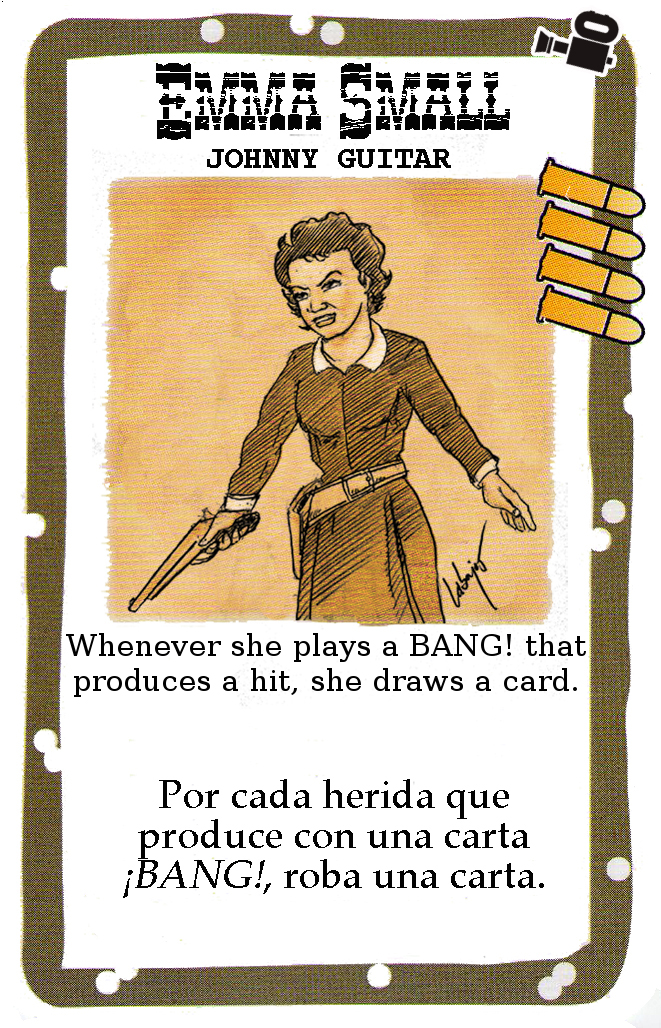 EMMA SMALL
JOHNNY GUITAR
Labajos
Whenever she plays a BANG! that
produces a hit, she draws a card.
Por cada herida que
produce con una carta
¡BANG!, roba una carta.